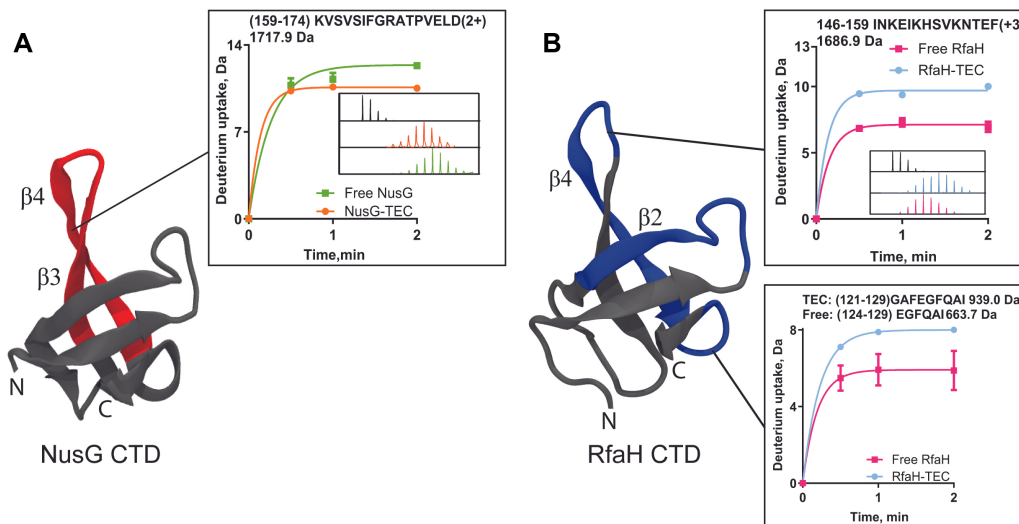 A
(159-174) KVSVSIFGRATPVELD(2+)
1717.9 Da
Deuterium uptake, Da
14
7
0
Free NusG
NusG-TEC
0
1
2
Time,min
β4
β3
N
C
NusG CTD
B
146-159 INKEIKHSVKNTEF(+3
1686.9 Da
Deuterium uptake, Da
13
10
5
0
Free RfaH
RfaH-TEC
0
1
2
Time, min
β4
β2
C
N
RfaH CTD
TEC: (121-129)GAFEGFQAI 939.0 Da
Free: (124-129) EGFQAI 663.7 Da
Deuterium uptake, Da
8
4
0
Free RfaH
RfaH-TEC
0
1
2
Time, min